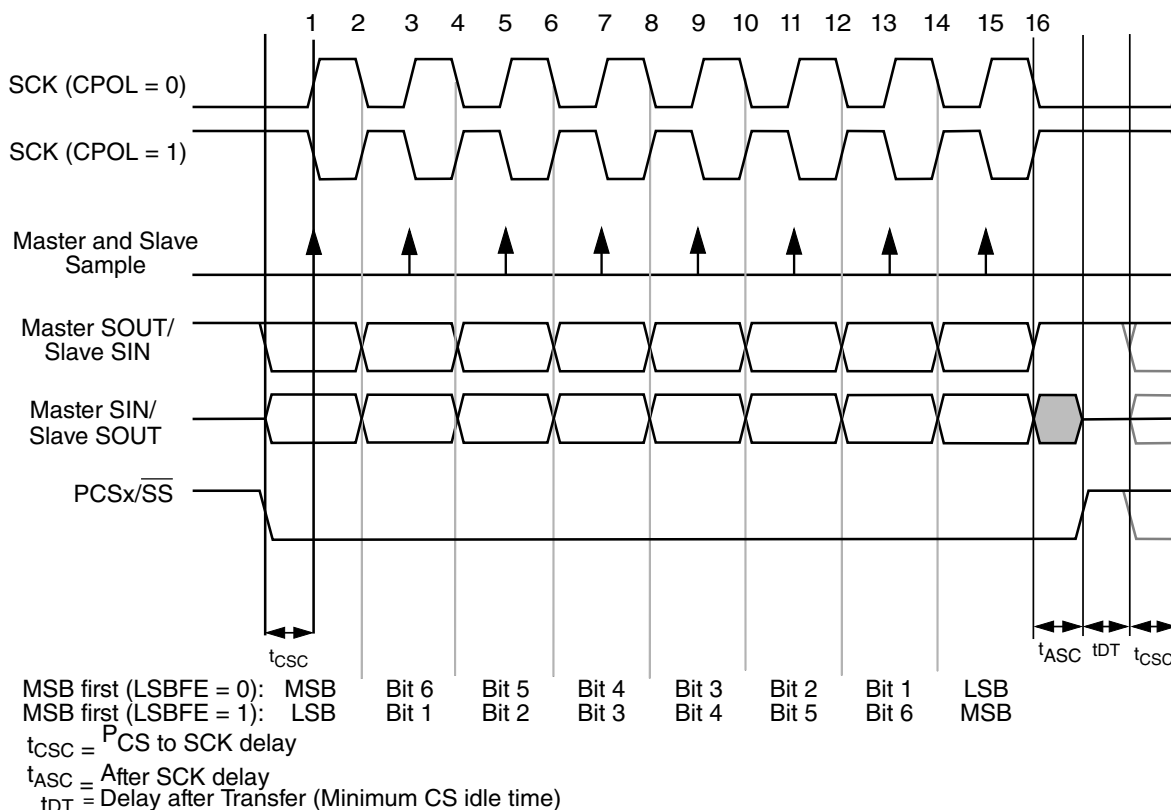 1 2 3 4 5 6 7 8 9 10 11 12 13 14 15 16
SCK (CPOL = 0)
SCK (CPOL = 1)
Master and Slave
Sample
Master SOUT/
Slave SIN
Master SIN/
Slave SOUT
PCSx/SS
tCSC
tASC tDT tCSC
MSB first (LSBFE = 0): MSB Bit 6 Bit 5 Bit 4 Bit 3 Bit 2 Bit 1 LSB
MSB first (LSBFE = 1): LSB Bit 1 Bit 2 Bit 3 Bit 4 Bit 5 Bit 6 MSB
tCSC = PCS to SCK delay
tASC = After SCK delay
tDT = Delay after Transfer (Minimum CS idle time)